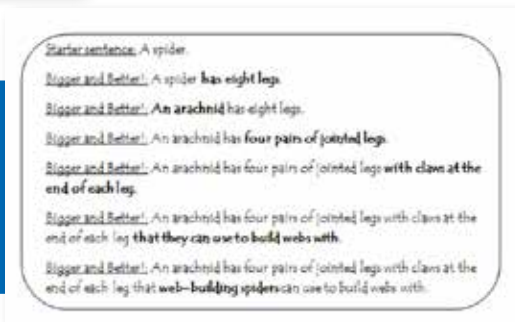 Starter sentence: A spider.
Bigger and Better!: A spider has eight legs.
Bigger and Better!: An arachnid has eight legs.
Bigger and Better!: An arachnid has four pairs of jointed legs.
Bigger and Better!: An arachnid has four pairs of jointed legs with claws at the
end of each leg.
Bigger and Better!: An arachnid has four pairs of jointed legs with claws at the
end of each leg that they can use to build webs with.
Bigger and Better!: An arachnid has four pairs of jointed legs with claws at the
end of each leg that web-building spiders can use to build webs with.